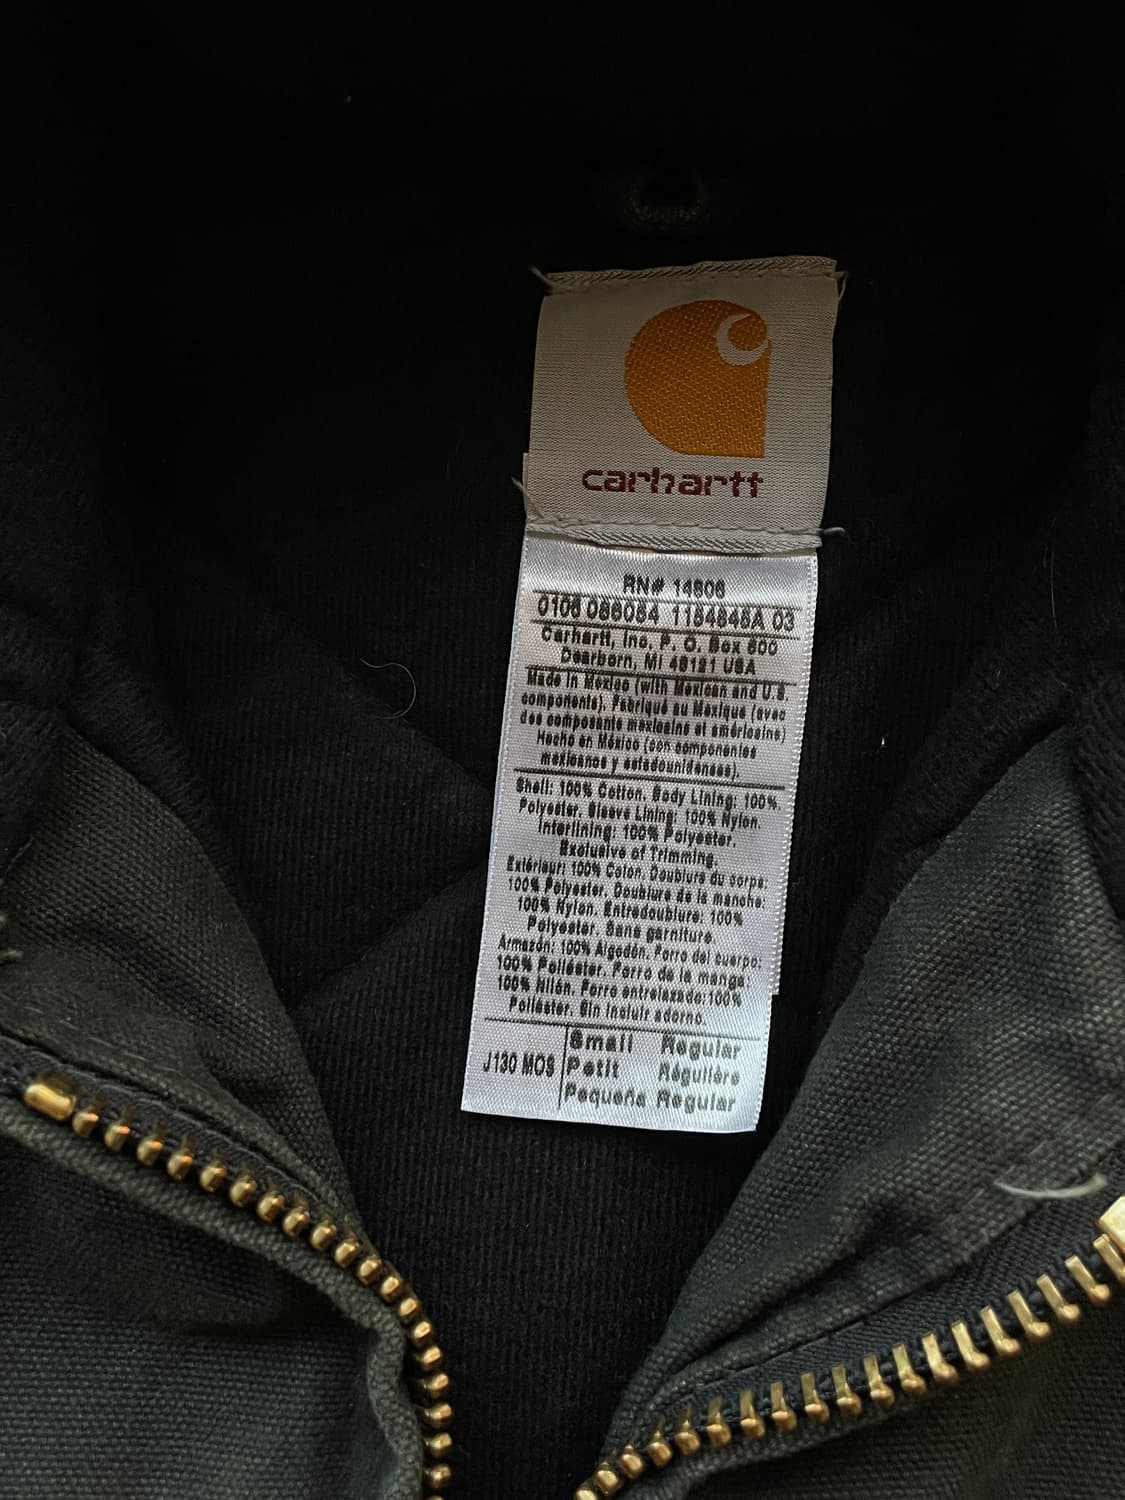 carhartt
RN# 14806
0106 086084 1184848A 03
Carhartt, Inc. P. O. Box 600
Dearborn, MI 48121 USA
Made in Mexico (with Mexican and U.S.
components). Fabriqué au Mexique (avec
des composants mexicains et américains)
Hecho en México (con componentes
mexicanos y estadounidenses).
Shell: 100% Cotton. Body Lining: 100%
Polyester. Sleeve Lining: 100% Nylon.
Interlining: 100% Polyester.
Exclusive of Trimming.
Extérieur: 100% Coton. Doublure du corps:
100% Polyester. Doublure de la manche:
100% Nylon. Entredoublure: 100%
Polyester. Sans garniture.
Armazón: 100% Algodón. Forro del cuerpo:
100% Poliéster. Forro de la manga
100% Nilón. Forro entrelazado:100%
Poliéster. Sin incluir adorno.
J130 MOS
Small Regular
Petit Régulière
Pequeña Regular